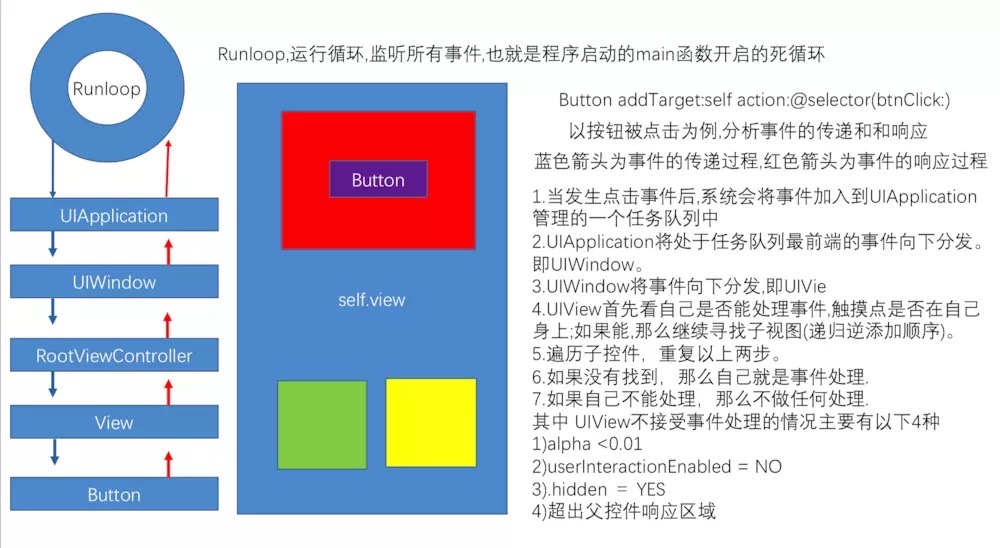 Runloop
Runloop,运行循环,监听所有事件,也就是程序启动的main函数开启的死循环
UIApplication
UIWindow
RootViewController
View
Button
Button
self.view
Button addTarget:self action:@selector(btnClick:)
以按钮被点击为例,分析事件的传递和和响应
蓝色箭头为事件的传递过程,红色箭头为事件的响应过程
1.当发生点击事件后,系统会将事件加入到UIApplication
管理的一个任务队列中
2.UIApplication将处于任务队列最前端的事件向下分发。
即UIWindow。
3.UIWindow将事件向下分发,即UIVie
4.UIView首先看自己是否能处理事件,触摸点是否在自己
身上;如果能,那么继续寻找子视图(递归逆添加顺序)。
5.遍历子控件，重复以上两步。
6.如果没有找到，那么自己就是事件处理.
7.如果自己不能处理，那么不做任何处理.
其中 UIView不接受事件处理的情况主要有以下4种
1)alpha <0.01
2)userInteractionEnabled = NO
3).hidden ＝ YES
4)超出父控件响应区域